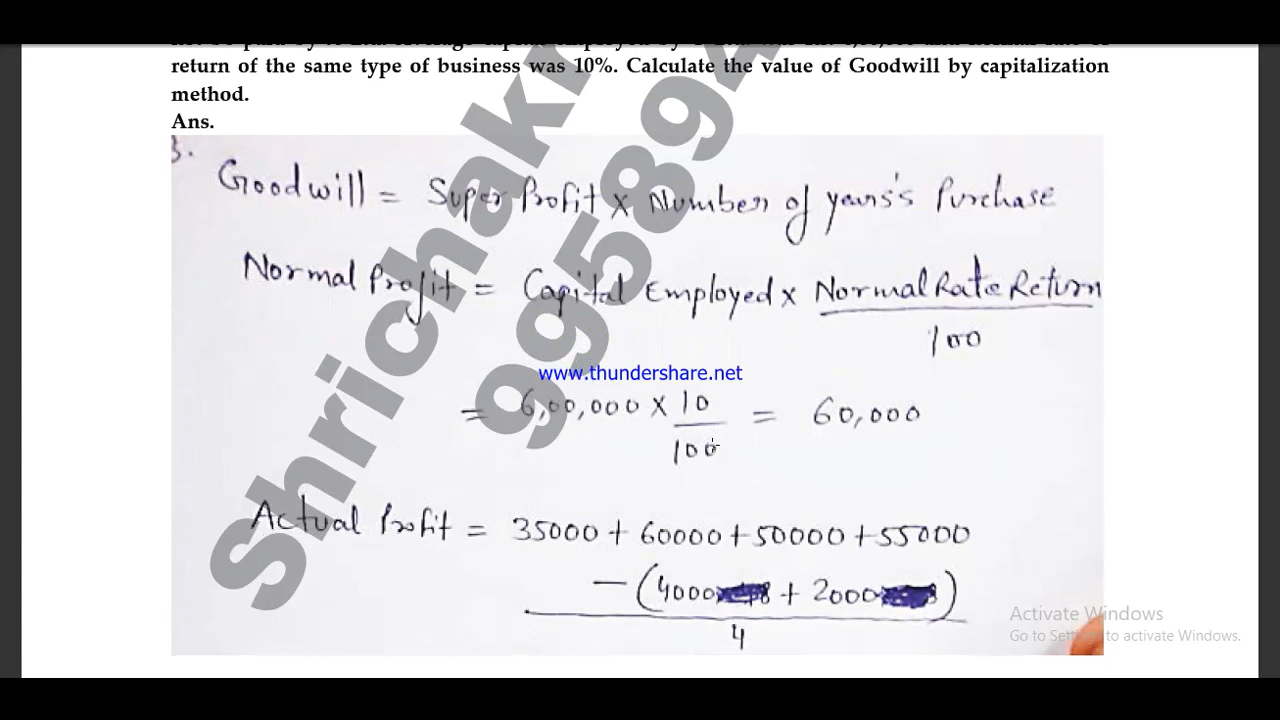 return of the same type of business was 10%. Calculate the value of Goodwill by capitalization
method.
Ans.
3.
Goodwill = Super Profit x Number of years's Purchase
Normal Profit = Capital Employed x Normal Rate Return
100
www.thundershare.net
= 6,00,000 x 10 = 60,000
100
Actual Profit = 35000 + 60000 + 50000 + 55000
- (4000 + 2000)
4
Shrichakr
995894
Activate Windows
Go to Settings to activate Windows.